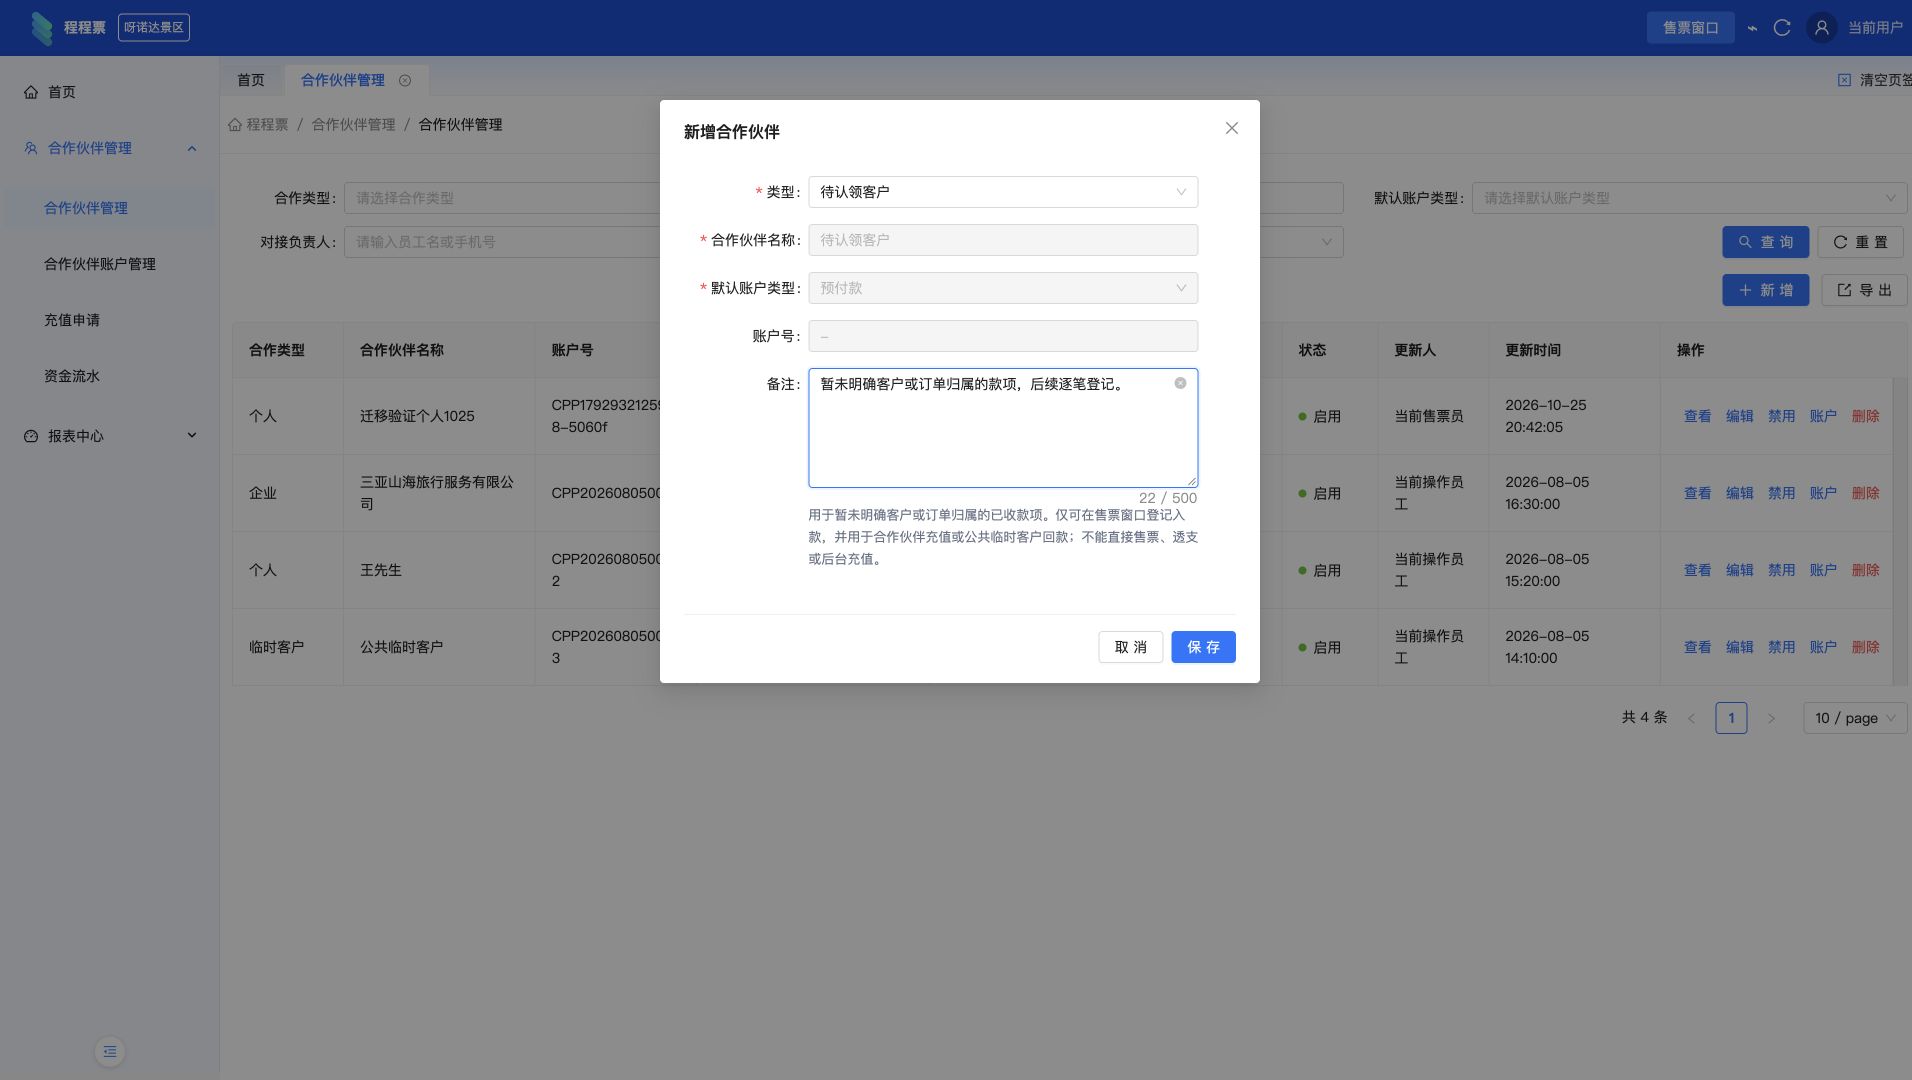 程程票
呀诺达景区
售票窗口
当前用户
首页
合作伙伴管理
合作伙伴管理
合作伙伴账户管理
充值申请
资金流水
报表中心
首页
合作伙伴管理
清空页签
程程票 / 合作伙伴管理 / 合作伙伴管理
合作类型: 请选择合作类型
默认账户类型: 请选择默认账户类型
对接负责人: 请输入员工名或手机号
查 询
重 置
新 增
导 出
合作类型 合作伙伴名称 账户号 状态 更新人 更新时间 操作
个人 迁移验证个人1025 CPP1792932125
8-5060f
启用 当前售票员 2026-10-25
20:42:05
查看 编辑 禁用 账户 删除
企业 三亚山海旅行服务有限公
司
CPP2026080500
启用 当前操作员
工
2026-08-05
16:30:00
查看 编辑 禁用 账户 删除
个人 王先生 CPP2026080500
2
启用 当前操作员
工
2026-08-05
15:20:00
查看 编辑 禁用 账户 删除
临时客户 公共临时客户 CPP2026080500
3
启用 当前操作员
工
2026-08-05
14:10:00
查看 编辑 禁用 账户 删除
共 4 条
1
10 / page
新增合作伙伴
* 类型: 待认领客户
* 合作伙伴名称: 待认领客户
* 默认账户类型: 预付款
账户号: –
备注: 暂未明确客户或订单归属的款项，后续逐笔登记。
22 / 500
用于暂未明确客户或订单归属的已收款项。仅可在售票窗口登记入
款，并用于合作伙伴充值或公共临时客户回款；不能直接售票、透支
或后台充值。
取 消
保 存